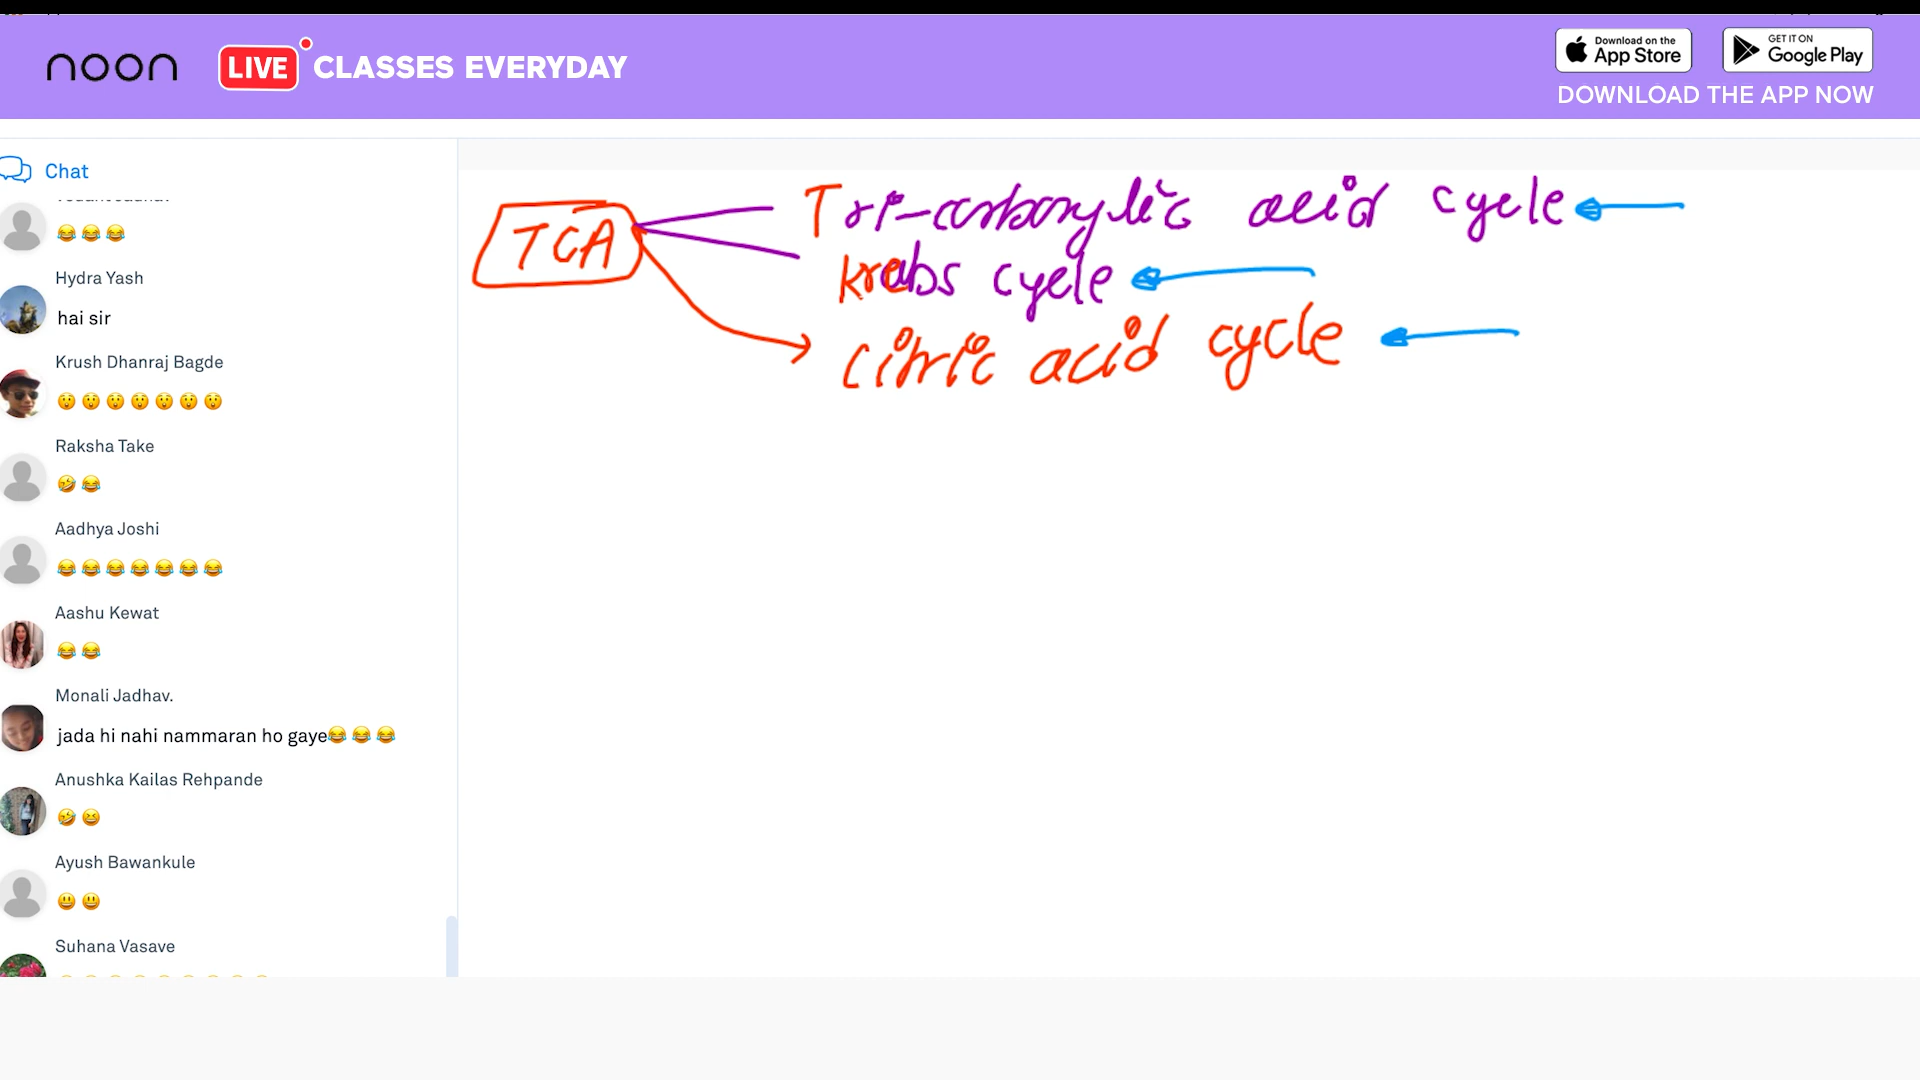 noon LIVE CLASSES EVERYDAY
Download on the App Store
GET IT ON Google Play
DOWNLOAD THE APP NOW
Chat
😂 😂 😂
Hydra Yash
hai sir
Krush Dhanraj Bagde
😲 😲 😲 😲 😲 😲 😲
Raksha Take
🤣 😂
Aadhya Joshi
😂 😂 😂 😂 😂 😂 😂
Aashu Kewat
😂 😂
Monali Jadhav.
jada hi nahi nammaran ho gaye😂 😂 😂
Anushka Kailas Rehpande
🤣 😆
Ayush Bawankule
😃 😃
Suhana Vasave
TCA
Tri-carboxylic acid cycle
krebs cycle
citric acid cycle